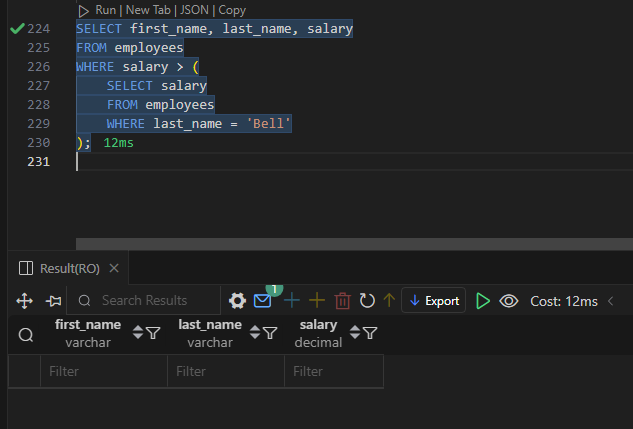 Run | New Tab | JSON | Copy
224 SELECT first_name, last_name, salary
225 FROM employees
226 WHERE salary > (
227     SELECT salary
228     FROM employees
229     WHERE last_name = 'Bell'
230 ); 12ms
231
Result(RO)
Search Results 1 Export Cost: 12ms
first_name last_name salary
varchar varchar decimal
Filter Filter Filter